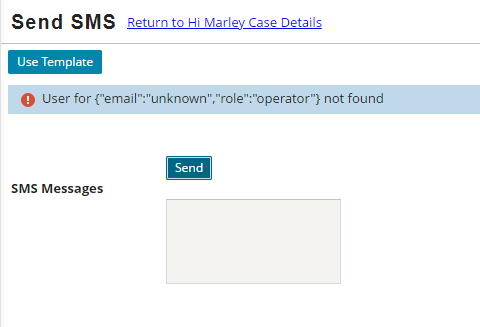 Send SMS Return to Hi Marley Case Details
Use Template
User for {"email":"unknown","role":"operator"} not found
Send
SMS Messages